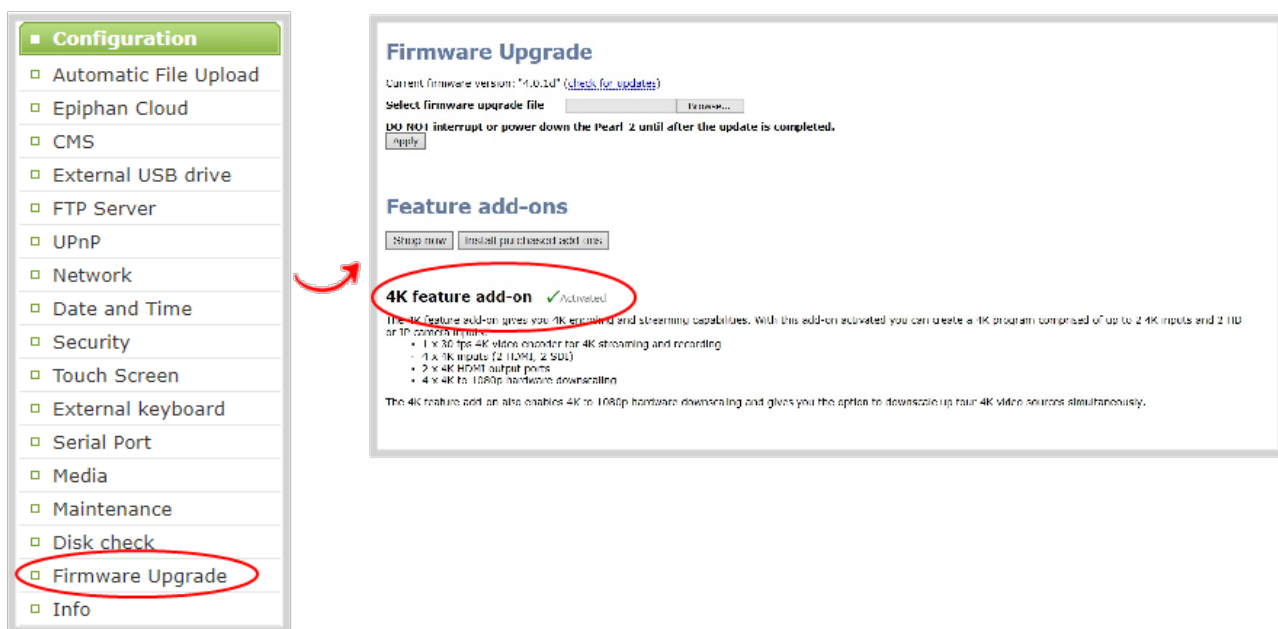 Configuration
Automatic File Upload
Epiphan Cloud
CMS
External USB drive
FTP Server
UPnP
Network
Date and Time
Security
Touch Screen
External keyboard
Serial Port
Media
Maintenance
Disk check
Firmware Upgrade
Info
Firmware Upgrade
Current firmware version: "4.0.1d" (check for updates)
Select firmware upgrade file Browse...
DO NOT interrupt or power down the Pearl 2 until after the update is completed.
Apply
Feature add-ons
Shop now Install purchased add-ons
4K feature add-on ✓Activated
The 4K feature add-on gives you 4K encoding and streaming capabilities. With this add-on activated you can create a 4K program comprised of up to 2 4K inputs and 2 HD
or IP camera inputs.
• 1 x 30 fps 4K video encoder for 4K streaming and recording
• 4 x 4K inputs (2 HDMI, 2 SDI)
• 2 x 4K HDMI output ports
• 4 x 4K to 1080p hardware downscaling
The 4K feature add-on also enables 4K to 1080p hardware downscaling and gives you the option to downscale up four 4K video sources simultaneously.